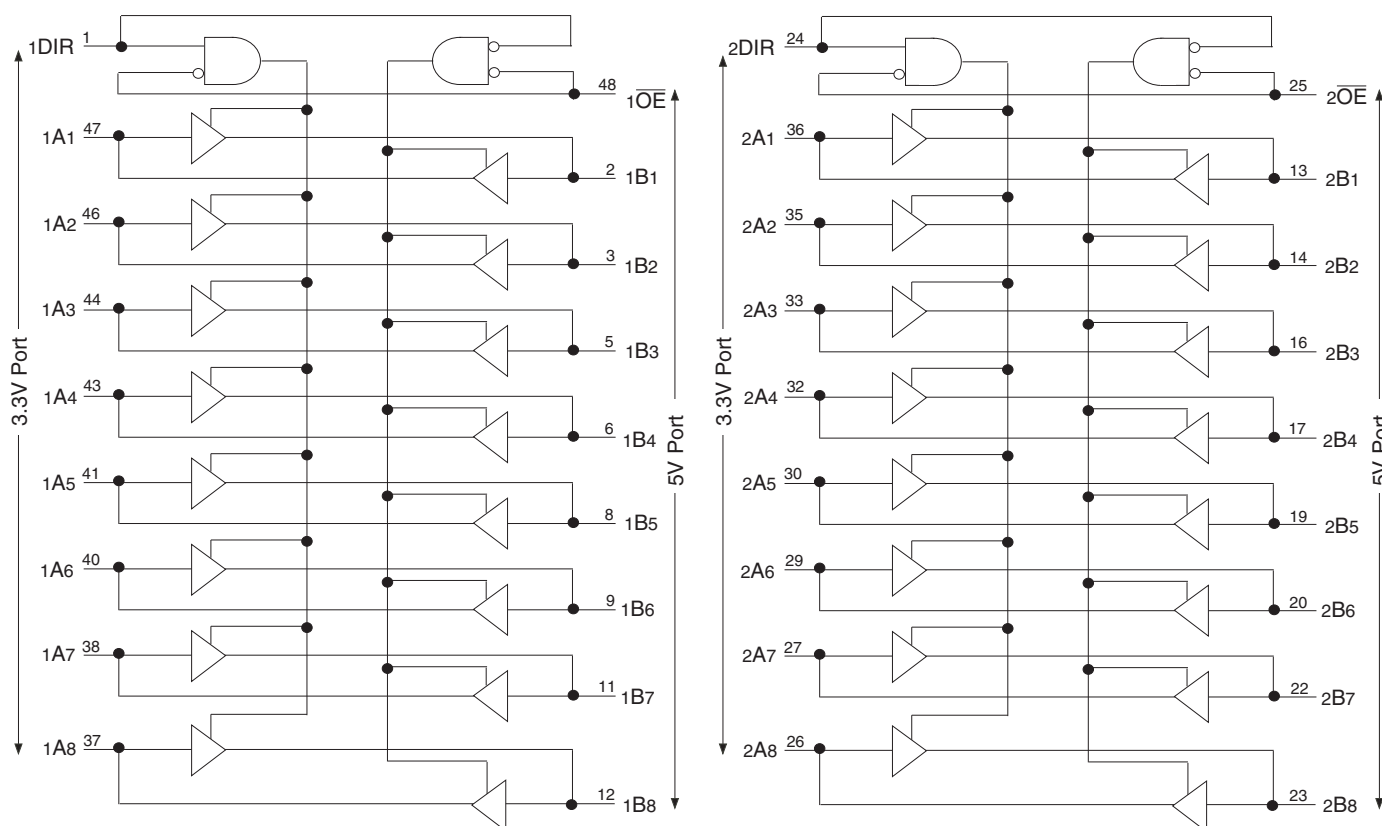 1DIR 1
48 1OE
1A1 47
2 1B1
1A2 46
3 1B2
1A3 44
5 1B3
1A4 43
6 1B4
1A5 41
8 1B5
1A6 40
9 1B6
1A7 38
11 1B7
1A8 37
12 1B8
3.3V Port
5V Port
2DIR 24
25 2OE
2A1 36
13 2B1
2A2 35
14 2B2
2A3 33
16 2B3
2A4 32
17 2B4
2A5 30
19 2B5
2A6 29
20 2B6
2A7 27
22 2B7
2A8 26
23 2B8
3.3V Port
5V Port